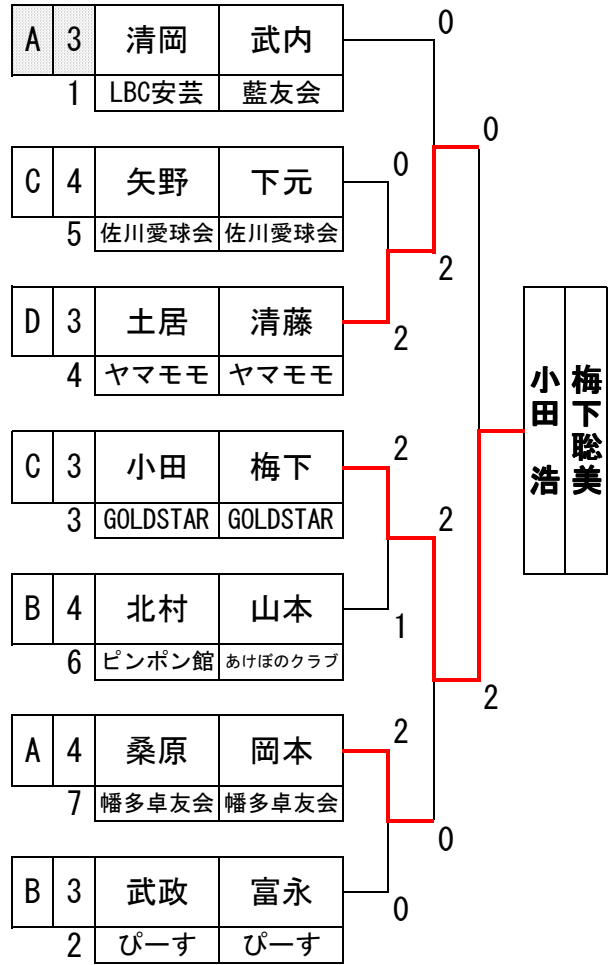 A 3 清岡 武内
1 LBC安芸 藍友会
C 4 矢野 下元
5 佐川愛球会 佐川愛球会
D 3 土居 清藤
4 ヤマモモ ヤマモモ
C 3 小田 梅下
3 GOLDSTAR GOLDSTAR
B 4 北村 山本
6 ピンポン館 あけぼのクラブ
A 4 桑原 岡本
7 幡多卓友会 幡多卓友会
B 3 武政 富永
2 ぴーす ぴーす
0
0
2
2
1
2
0
2
2
0
0
2
梅下聡美
小田 浩